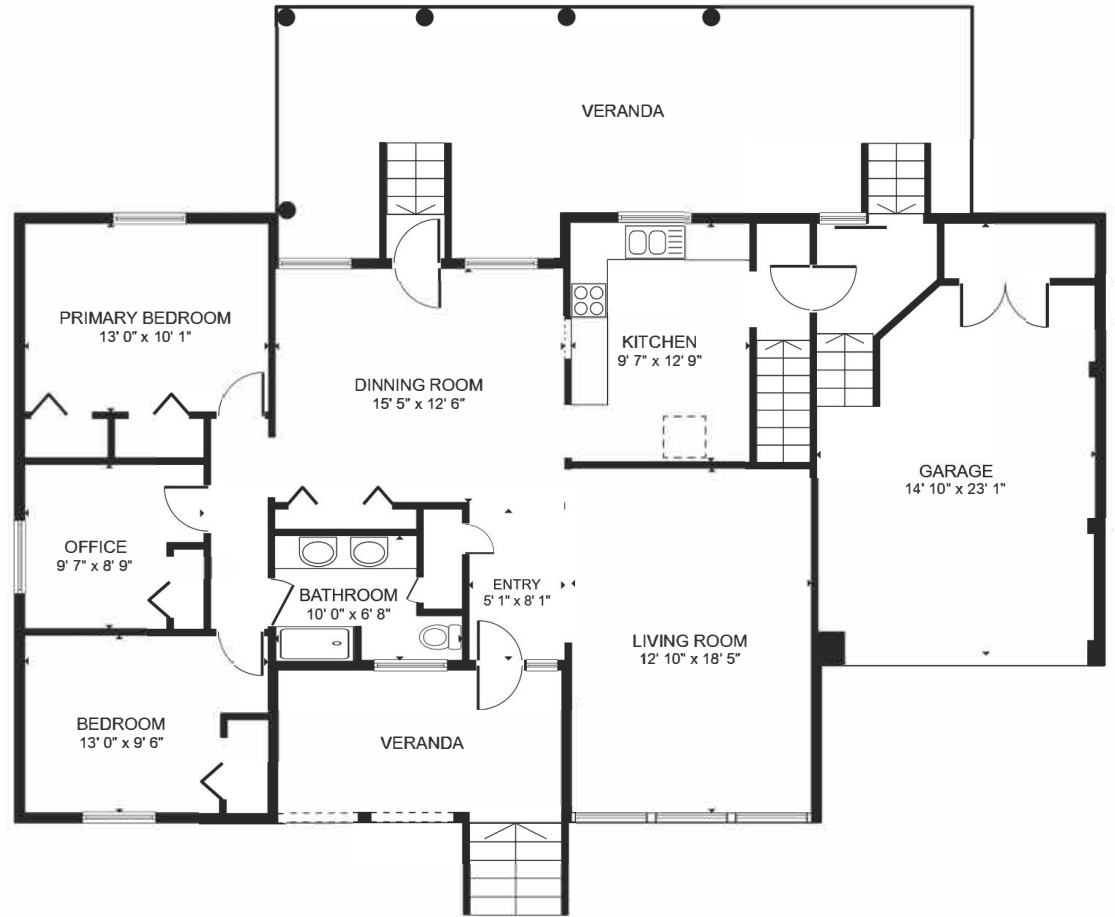 VERANDA
PRIMARY BEDROOM
13' 0" x 10' 1"
KITCHEN
9' 7" x 12' 9"
DINNING ROOM
15' 5" x 12' 6"
GARAGE
14' 10" x 23' 1"
OFFICE
9' 7" x 8' 9"
BATHROOM
10' 0" x 6' 8"
ENTRY
5' 1" x 8' 1"
LIVING ROOM
12' 10" x 18' 5"
BEDROOM
13' 0" x 9' 6"
VERANDA